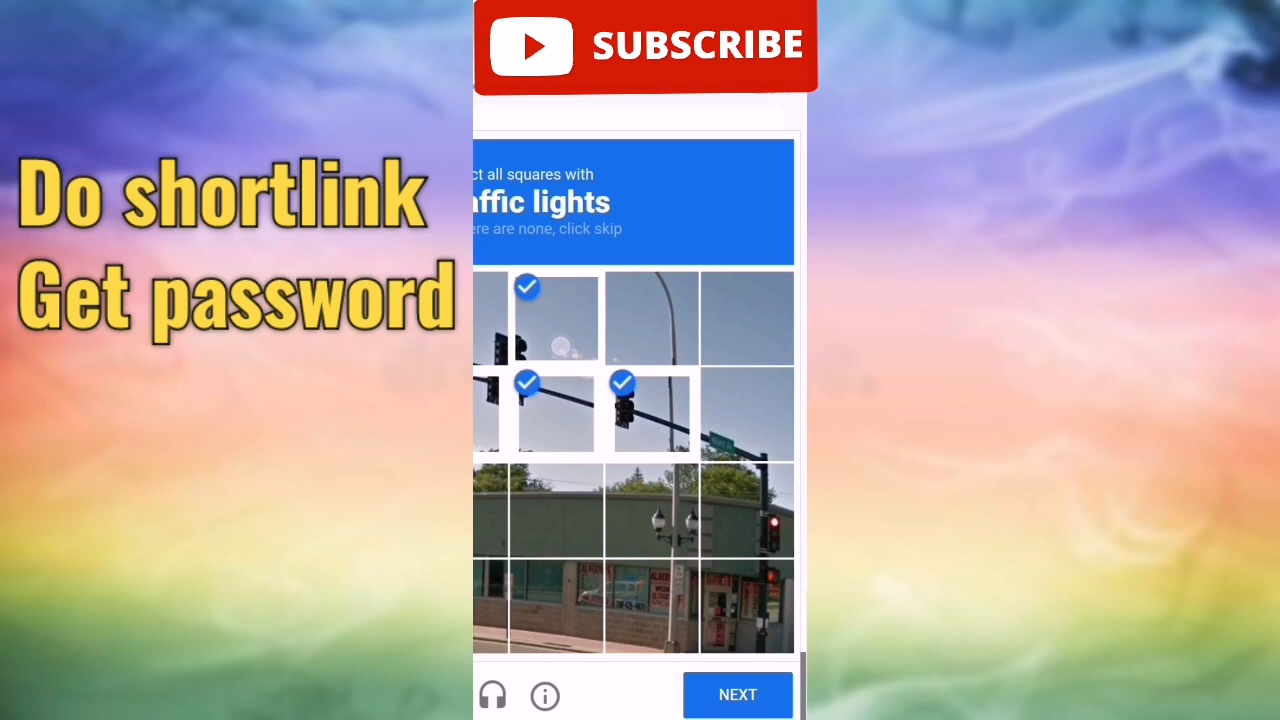 SUBSCRIBE
Do shortlink
Get password
ct all squares with
affic lights
ere are none, click skip
NEXT